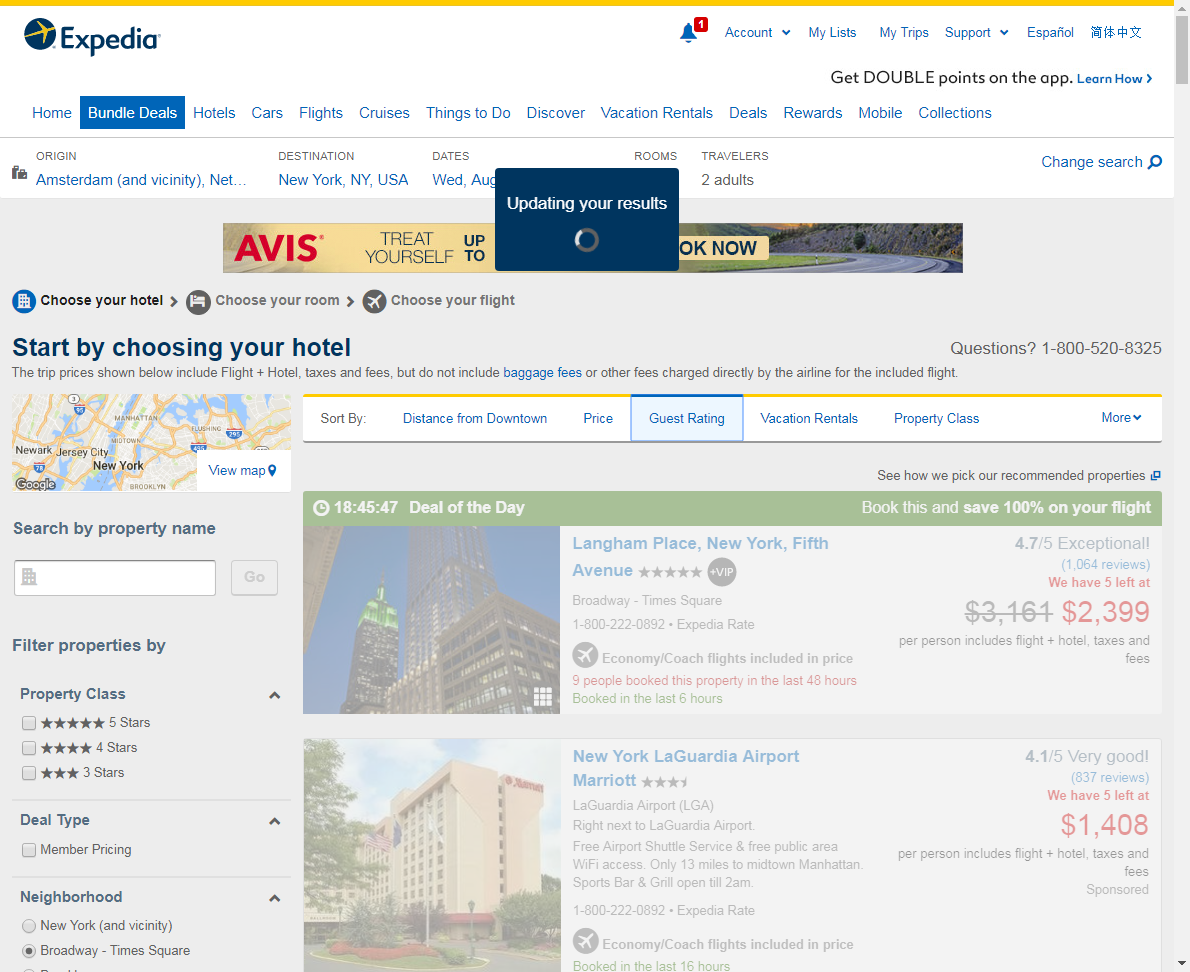 Expedia
1
Account
My Lists
My Trips
Support
Español
简体中文
Get DOUBLE points on the app. Learn How
Home
Bundle Deals
Hotels
Cars
Flights
Cruises
Things to Do
Discover
Vacation Rentals
Deals
Rewards
Mobile
Collections
ORIGIN
DESTINATION
DATES
ROOMS
TRAVELERS
Amsterdam (and vicinity), Net…
New York, NY, USA
Wed, Aug
2 adults
Change search
Updating your results
AVIS
TREAT
YOURSELF
UP
TO
OK NOW
Choose your hotel
Choose your room
Choose your flight
Start by choosing your hotel
Questions? 1-800-520-8325
The trip prices shown below include Flight + Hotel, taxes and fees, but do not include baggage fees or other fees charged directly by the airline for the included flight.
MANHATTAN
FLUSHING
MIDTOWN
Newark
Jersey City
New York
BROOKLYN
3
95
295
495
78
Google
View map
Sort By:
Distance from Downtown
Price
Guest Rating
Vacation Rentals
Property Class
More
See how we pick our recommended properties
Search by property name
Go
Filter properties by
Property Class
★★★★★ 5 Stars
★★★★ 4 Stars
★★★ 3 Stars
Deal Type
Member Pricing
Neighborhood
New York (and vicinity)
Broadway - Times Square
18:45:47 Deal of the Day
Book this and save 100% on your flight
Langham Place, New York, Fifth
Avenue ★★★★★ +VIP
Broadway - Times Square
1-800-222-0892 • Expedia Rate
Economy/Coach flights included in price
9 people booked this property in the last 48 hours
Booked in the last 6 hours
4.7/5 Exceptional!
(1,064 reviews)
We have 5 left at
$3,161 $2,399
per person includes flight + hotel, taxes and
fees
New York LaGuardia Airport
Marriott
LaGuardia Airport (LGA)
Right next to LaGuardia Airport.
Free Airport Shuttle Service & free public area
WiFi access. Only 13 miles to midtown Manhattan.
Sports Bar & Grill open till 2am.
1-800-222-0892 • Expedia Rate
Economy/Coach flights included in price
Booked in the last 16 hours
4.1/5 Very good!
(837 reviews)
We have 5 left at
$1,408
per person includes flight + hotel, taxes and
fees
Sponsored
Marriott